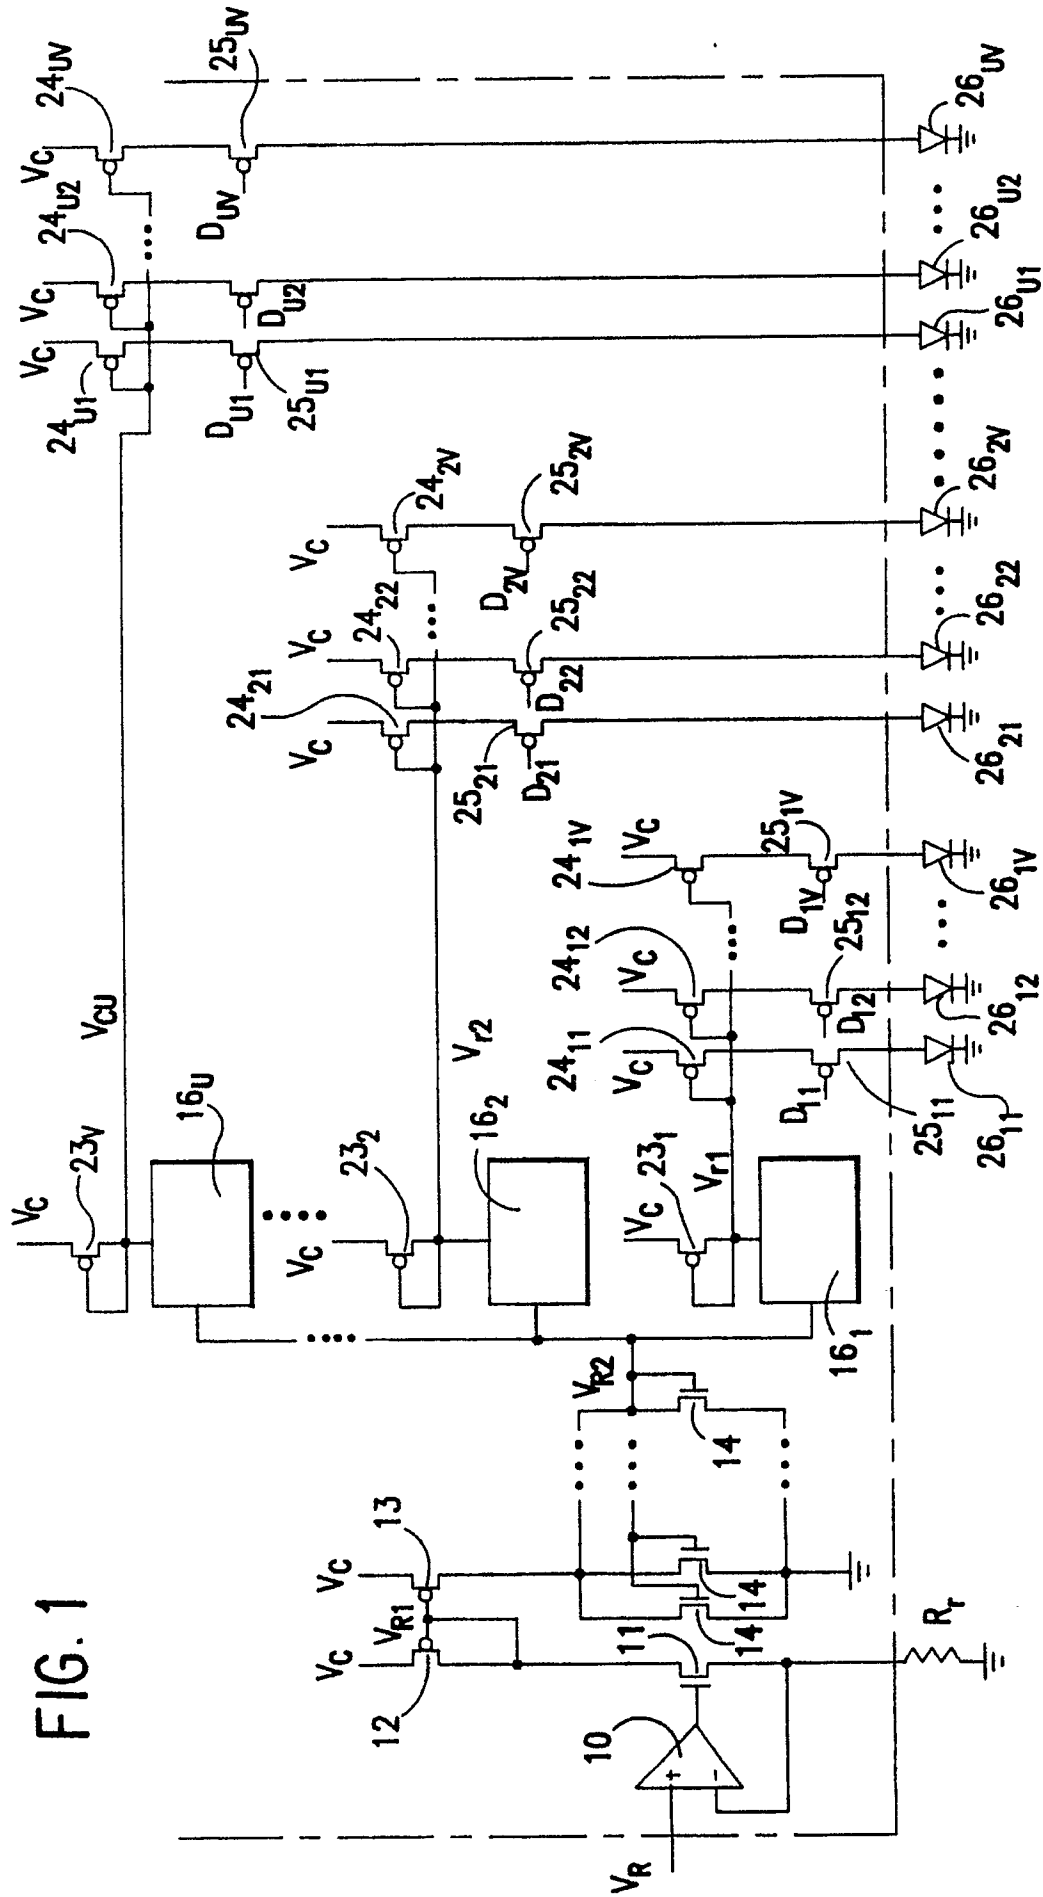 FIG. 1
V_C 24_UV 25_UV
D_UV
V_C 24_U2
D_U2
V_C 24_U1
D_U1 25_U1
V_CU
V_C 23_V
16_U
V_C 24_2V 25_2V
D_2V
V_C 24_22 25_22
D_22
V_C 24_21
25_21 D_21
V_r2
V_C 23_2
16_2
V_C 24_1V 25_1V
D_1V
V_C 24_12 25_12
D_12
V_C 24_11
D_11 25_11
V_r1
V_C 23_1
16_1
26_UV
26_U2
26_U1
26_2V
26_22
26_21
26_1V
26_12
26_11
V_R2
14
14
14
V_C 13
V_R1
V_C 12
11
10
+
−
V_R
R_r